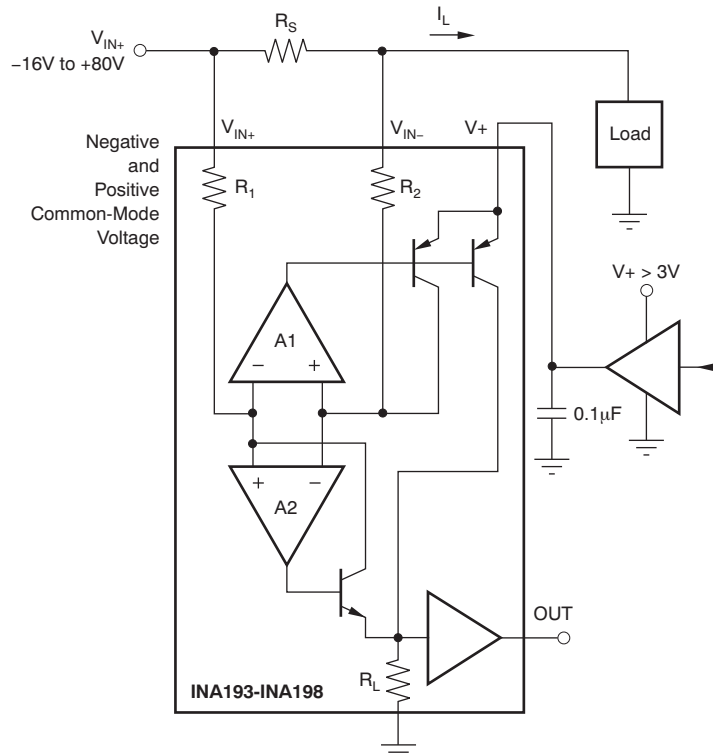 R_S
I_L
V_IN+
−16V to +80V
V_IN+
V_IN−
V+
Load
Negative
and
Positive
Common-Mode
Voltage
R_1
R_2
V+ > 3V
A1
− +
0.1μF
+ −
A2
OUT
R_L
INA193-INA198